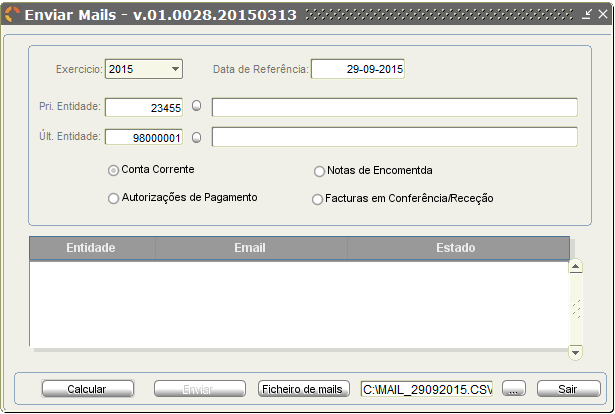 Enviar Mails - v.01.0028.20150313
Exercicio: 2015 Data de Referência: 29-09-2015
Pri. Entidade: 23455
Últ. Entidade: 98000001
Conta Corrente Notas de Encomentda
Autorizações de Pagamento Facturas em Conferência/Receção
Entidade Email Estado
Calcular Enviar Ficheiro de mails C:\MAIL_29092015.CSV ... Sair